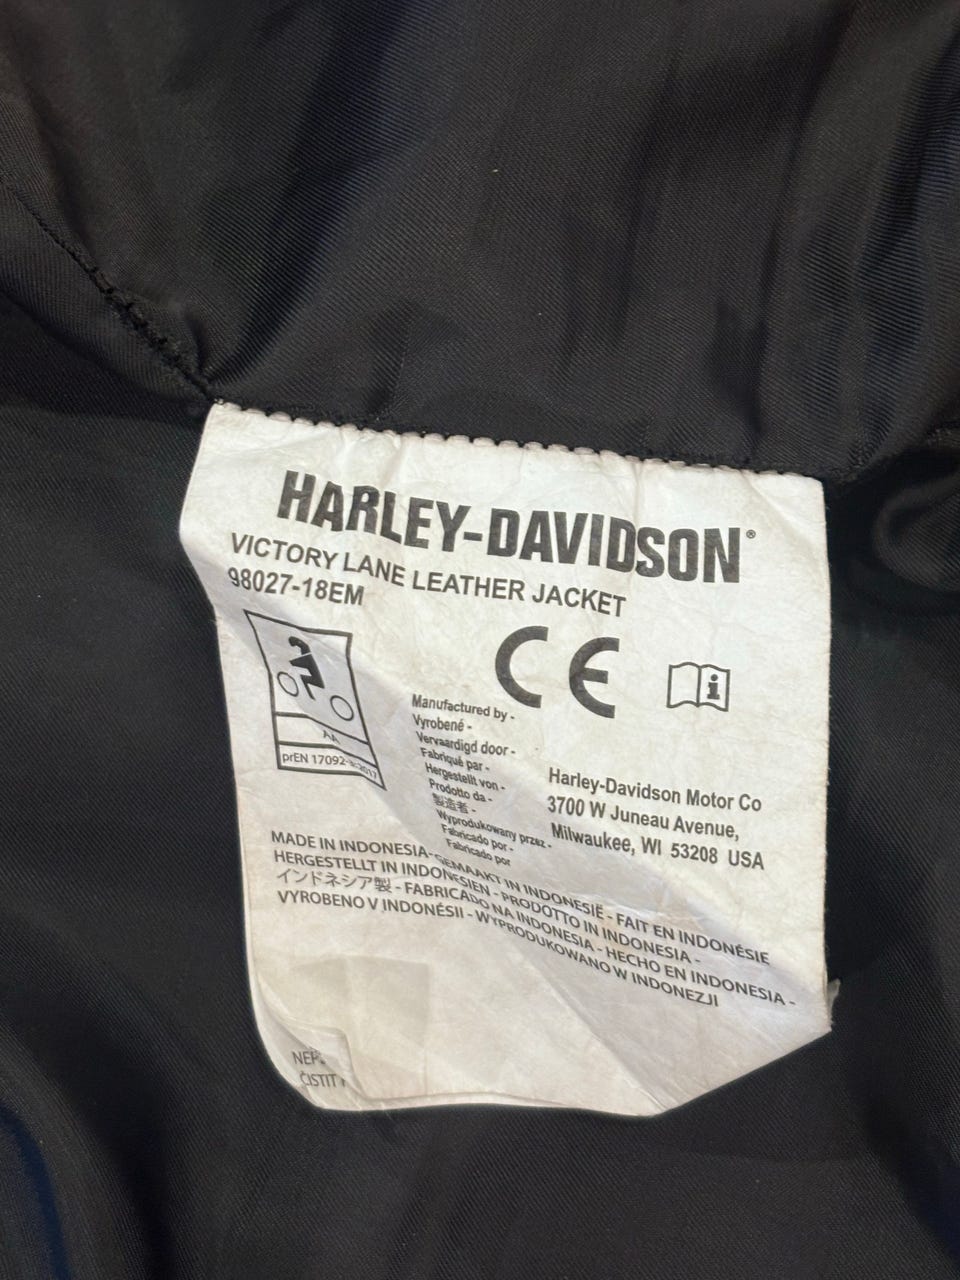 HARLEY-DAVIDSON®
VICTORY LANE LEATHER JACKET
98027-18EM
CE
i
AA
prEN 17092-3:2017
Manufactured by -
Vyrobené -
Vervaardigd door -
Fabriqué par -
Hergestellt von -
Prodotto da -
製造者 -
Wyprodukowany przez -
Fabricado por -
Fabricado por
Harley-Davidson Motor Co
3700 W Juneau Avenue,
Milwaukee, WI 53208 USA
MADE IN INDONESIA- GEMAAKT IN INDONESIË - FAIT EN INDONÉSIE
HERGESTELLT IN INDONESIEN - PRODOTTO IN INDONESIA -
インドネシア製 - FABRICADO NA INDONESIA - HECHO EN INDONESIA -
VYROBENO V INDONÉSII - WYPRODUKOWANO W INDONEZJI
ČISTIT